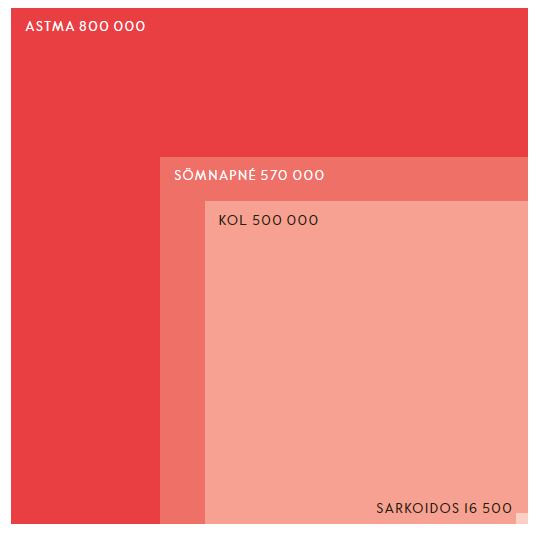 ASTMA 800 000
SÖMNAPNÉ 570 000
KOL 500 000
SARKOIDOS 16 500